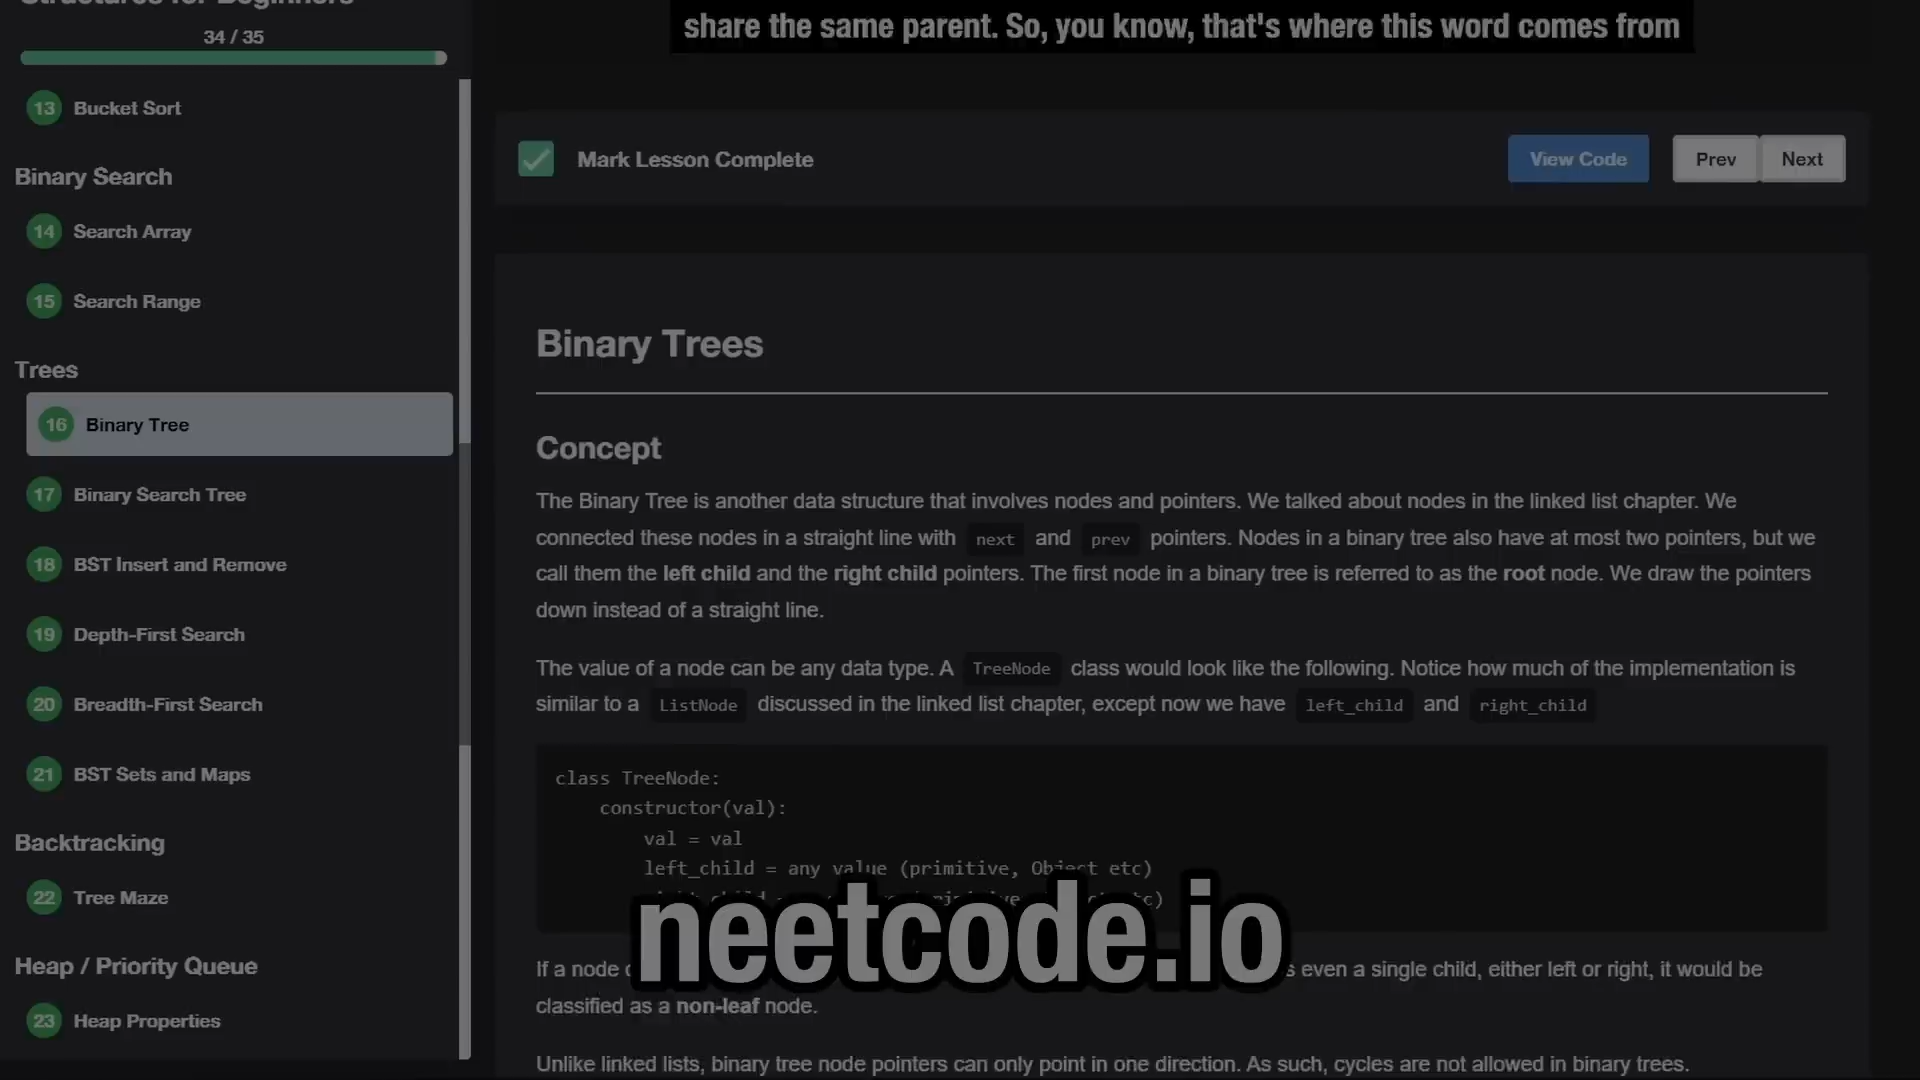 Structures for Beginners
34 / 35
13 Bucket Sort
Binary Search
14 Search Array
15 Search Range
Trees
16 Binary Tree
17 Binary Search Tree
18 BST Insert and Remove
19 Depth-First Search
20 Breadth-First Search
21 BST Sets and Maps
Backtracking
22 Tree Maze
Heap / Priority Queue
23 Heap Properties
share the same parent. So, you know, that's where this word comes from
Mark Lesson Complete
View Code
Prev
Next
Binary Trees
Concept
The Binary Tree is another data structure that involves nodes and pointers. We talked about nodes in the linked list chapter. We
connected these nodes in a straight line with next and prev pointers. Nodes in a binary tree also have at most two pointers, but we
call them the left child and the right child pointers. The first node in a binary tree is referred to as the root node. We draw the pointers
down instead of a straight line.
The value of a node can be any data type. A TreeNode class would look like the following. Notice how much of the implementation is
similar to a ListNode discussed in the linked list chapter, except now we have left_child and right_child
class TreeNode:
constructor(val):
val = val
left_child = any value (primitive, Object etc)
neetcode.io
If a node
even a single child, either left or right, it would be
classified as a non-leaf node.
Unlike linked lists, binary tree node pointers can only point in one direction. As such, cycles are not allowed in binary trees.